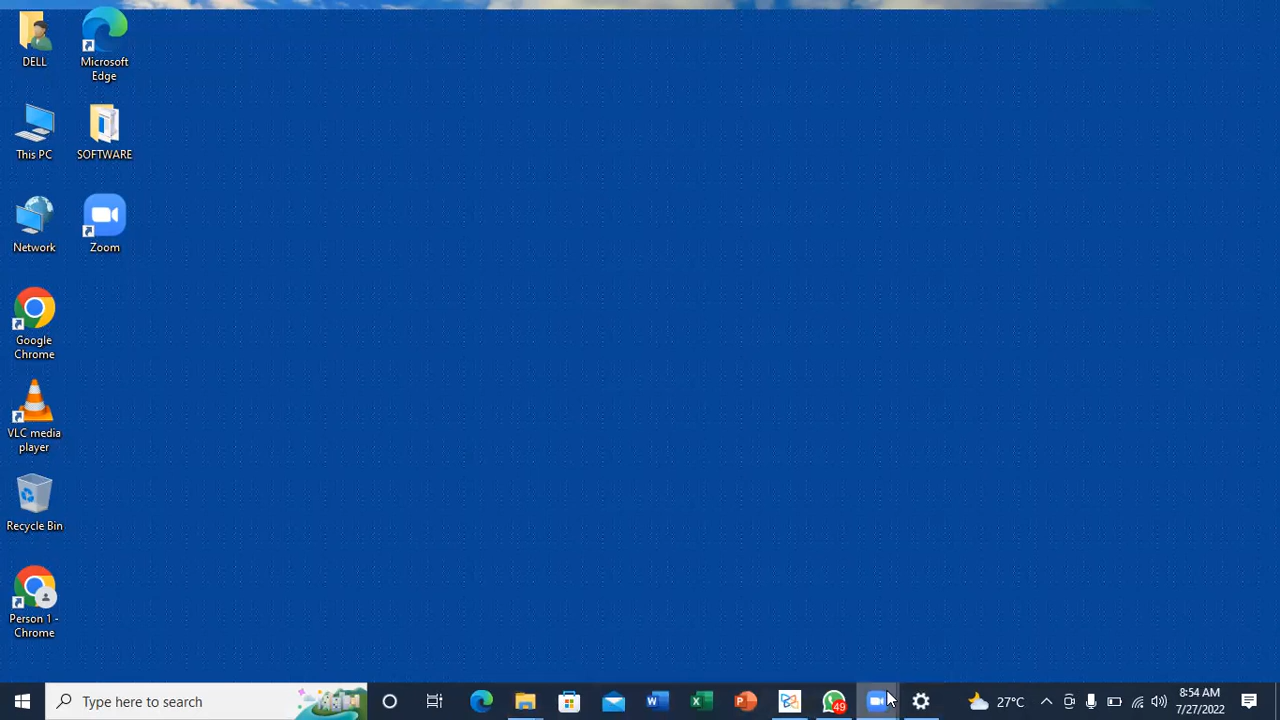 DELL
Microsoft
Edge
This PC
SOFTWARE
Network
Zoom
Google
Chrome
VLC media
player
Recycle Bin
Person 1 -
Chrome
Type here to search
49
27°C
8:54 AM
7/27/2022